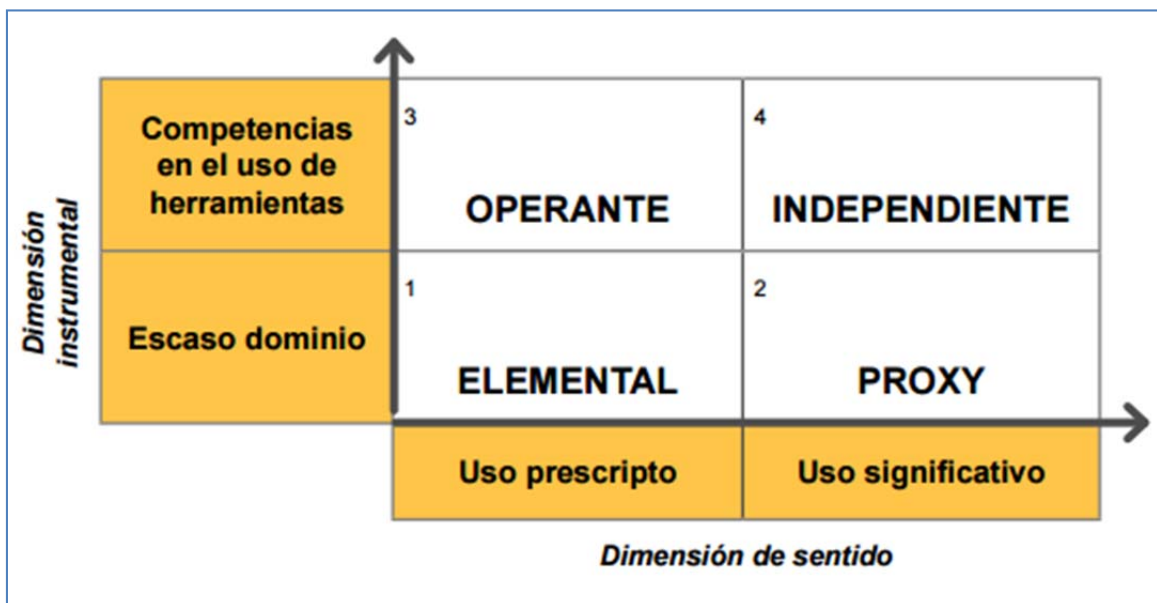 Dimensión
instrumental
Competencias
en el uso de
herramientas
3
OPERANTE
4
INDEPENDIENTE
Escaso dominio
1
ELEMENTAL
2
PROXY
Uso prescripto
Uso significativo
Dimensión de sentido